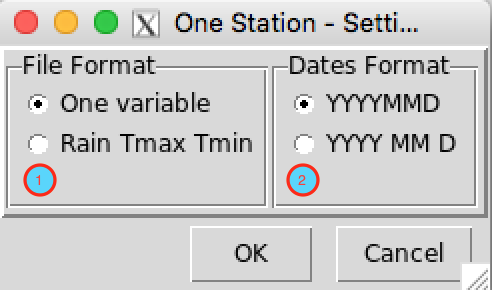 One Station - Setti...
File Format
One variable
Rain Tmax Tmin
1
Dates Format
YYYYMMD
YYYY MM D
2
OK
Cancel